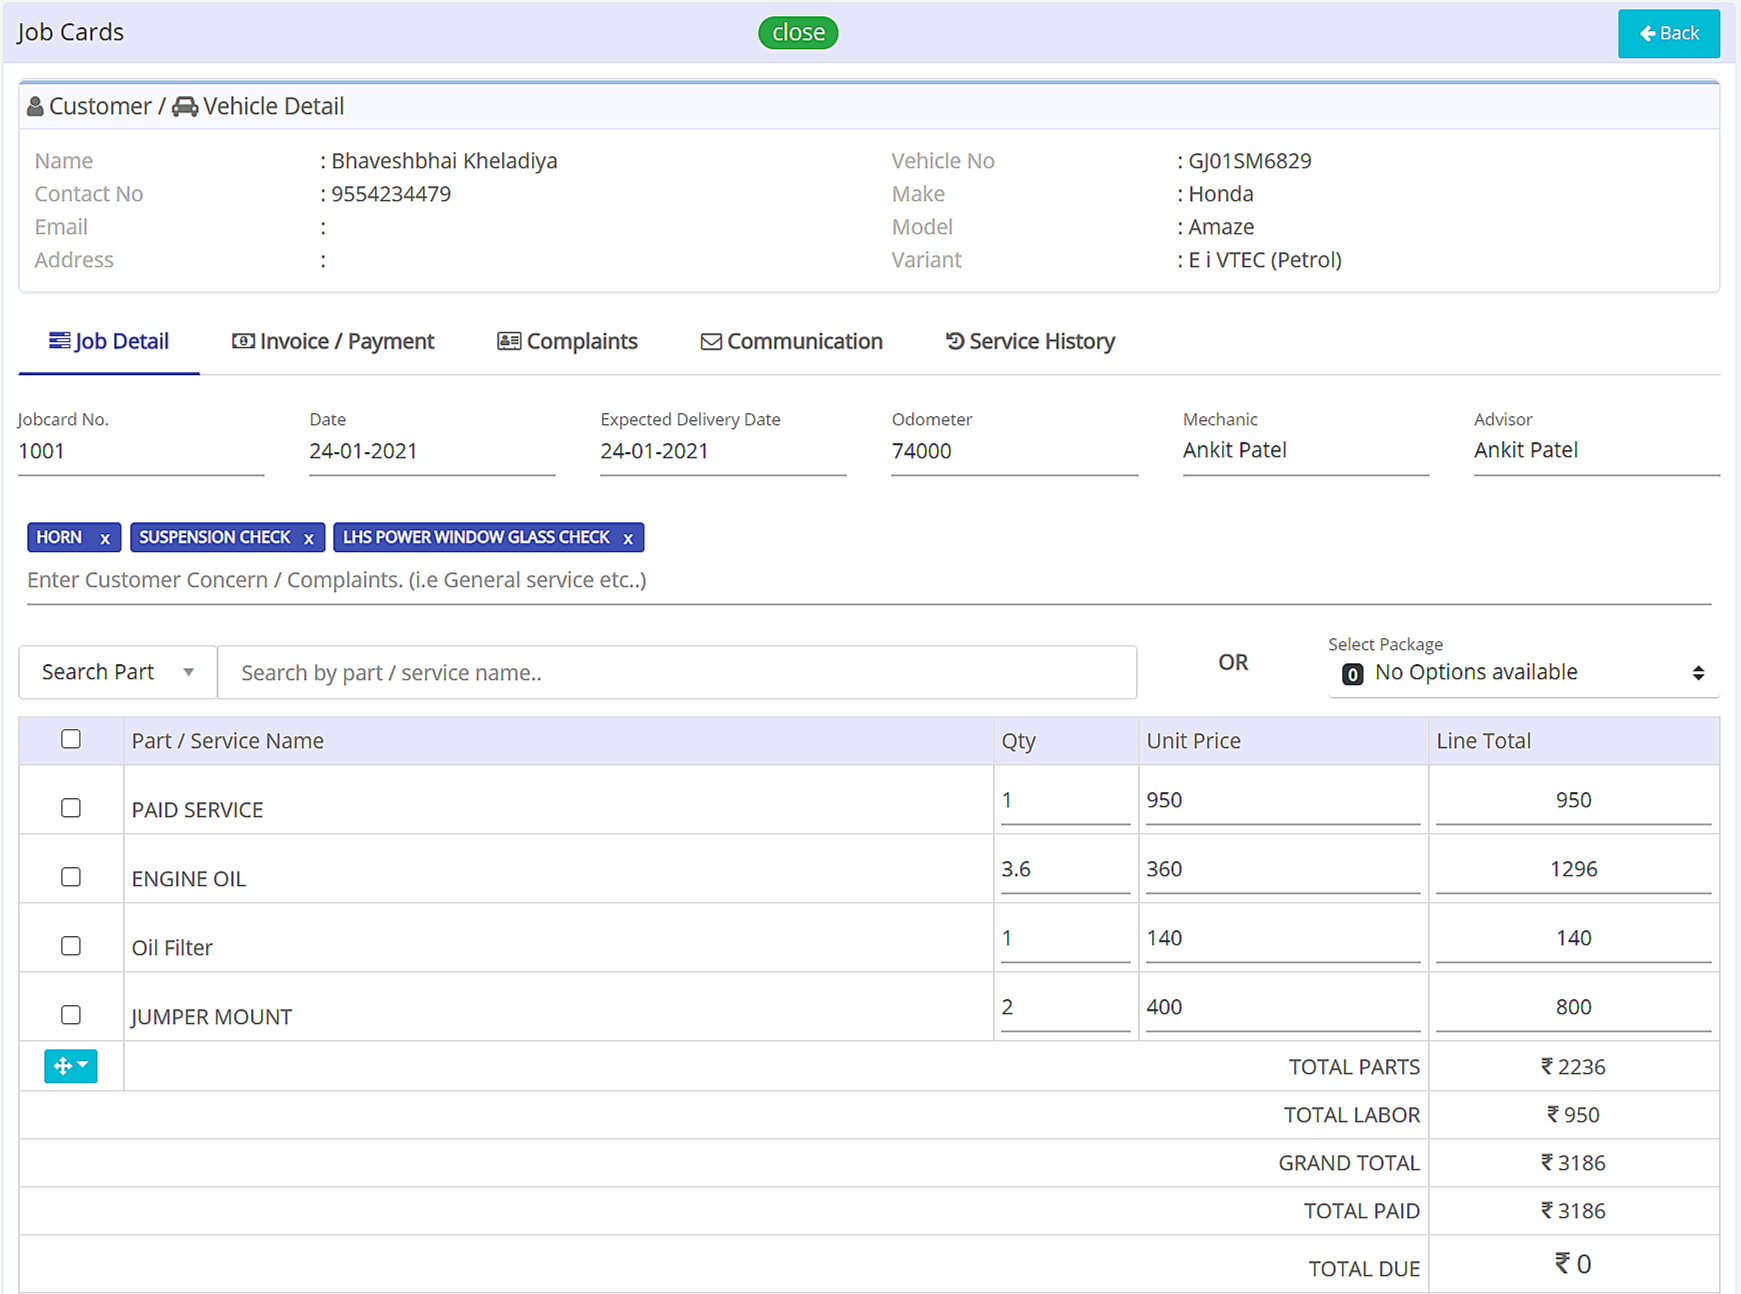 Job Cards close Back
Customer / Vehicle Detail
Name : Bhaveshbhai Kheladiya Vehicle No : GJ01SM6829
Contact No : 9554234479 Make : Honda
Email : Model : Amaze
Address : Variant : E i VTEC (Petrol)
Job Detail Invoice / Payment Complaints Communication Service History
Jobcard No. Date Expected Delivery Date Odometer Mechanic Advisor
1001 24-01-2021 24-01-2021 74000 Ankit Patel Ankit Patel
HORN x SUSPENSION CHECK x LHS POWER WINDOW GLASS CHECK x
Enter Customer Concern / Complaints. (i.e General service etc..)
Select Package
Search Part Search by part / service name.. OR 0 No Options available
Part / Service Name Qty Unit Price Line Total
PAID SERVICE 1 950 950
ENGINE OIL 3.6 360 1296
Oil Filter 1 140 140
JUMPER MOUNT 2 400 800
TOTAL PARTS ₹ 2236
TOTAL LABOR ₹ 950
GRAND TOTAL ₹ 3186
TOTAL PAID ₹ 3186
TOTAL DUE ₹ 0